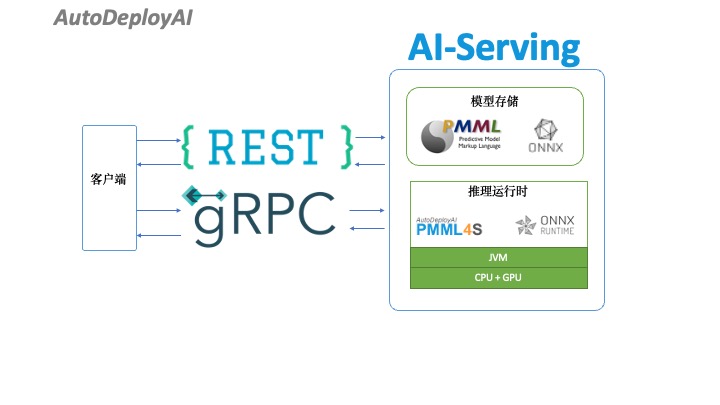 AutoDeployAI
AI-Serving
模型存储
PMML
Predictive Model
Markup Language
ONNX
客户端
{ REST }
gRPC
推理运行时
AutoDeployAI
PMML4S
ONNX
RUNTIME
JVM
CPU + GPU